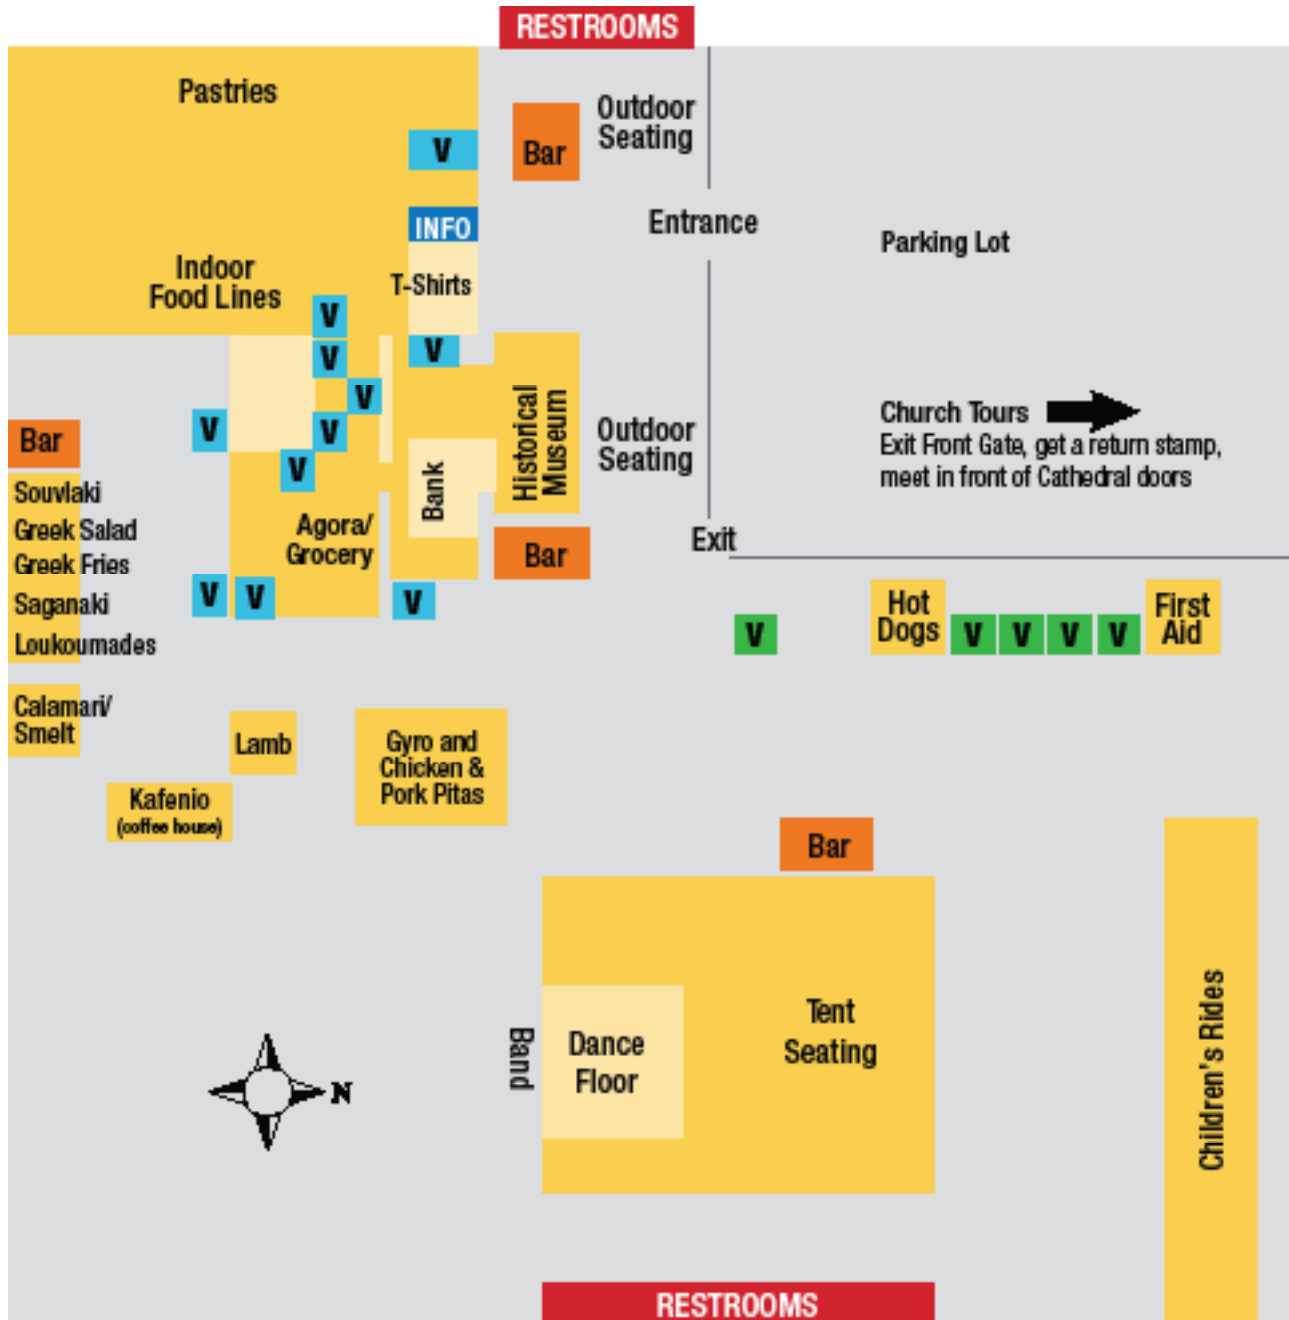 RESTROOMS
Pastries
Outdoor
Seating
V
Bar
INFO
Entrance
Parking Lot
Indoor
Food Lines
T-Shirts
V
V
V
V
V
V
V
Historical
Museum
Outdoor
Seating
Church Tours
Exit Front Gate, get a return stamp,
meet in front of Cathedral doors
Bar
Souvlaki
Greek Salad
Greek Fries
Saganaki
Loukoumades
Bank
Agora/
Grocery
Bar
Exit
V
V
V
V
Hot
Dogs
V
V
V
V
First
Aid
Calamari/
Smelt
Lamb
Gyro and
Chicken &
Pork Pitas
Kafenio
(coffee house)
Bar
Tent
Seating
Band
Dance
Floor
Children's Rides
N
RESTROOMS